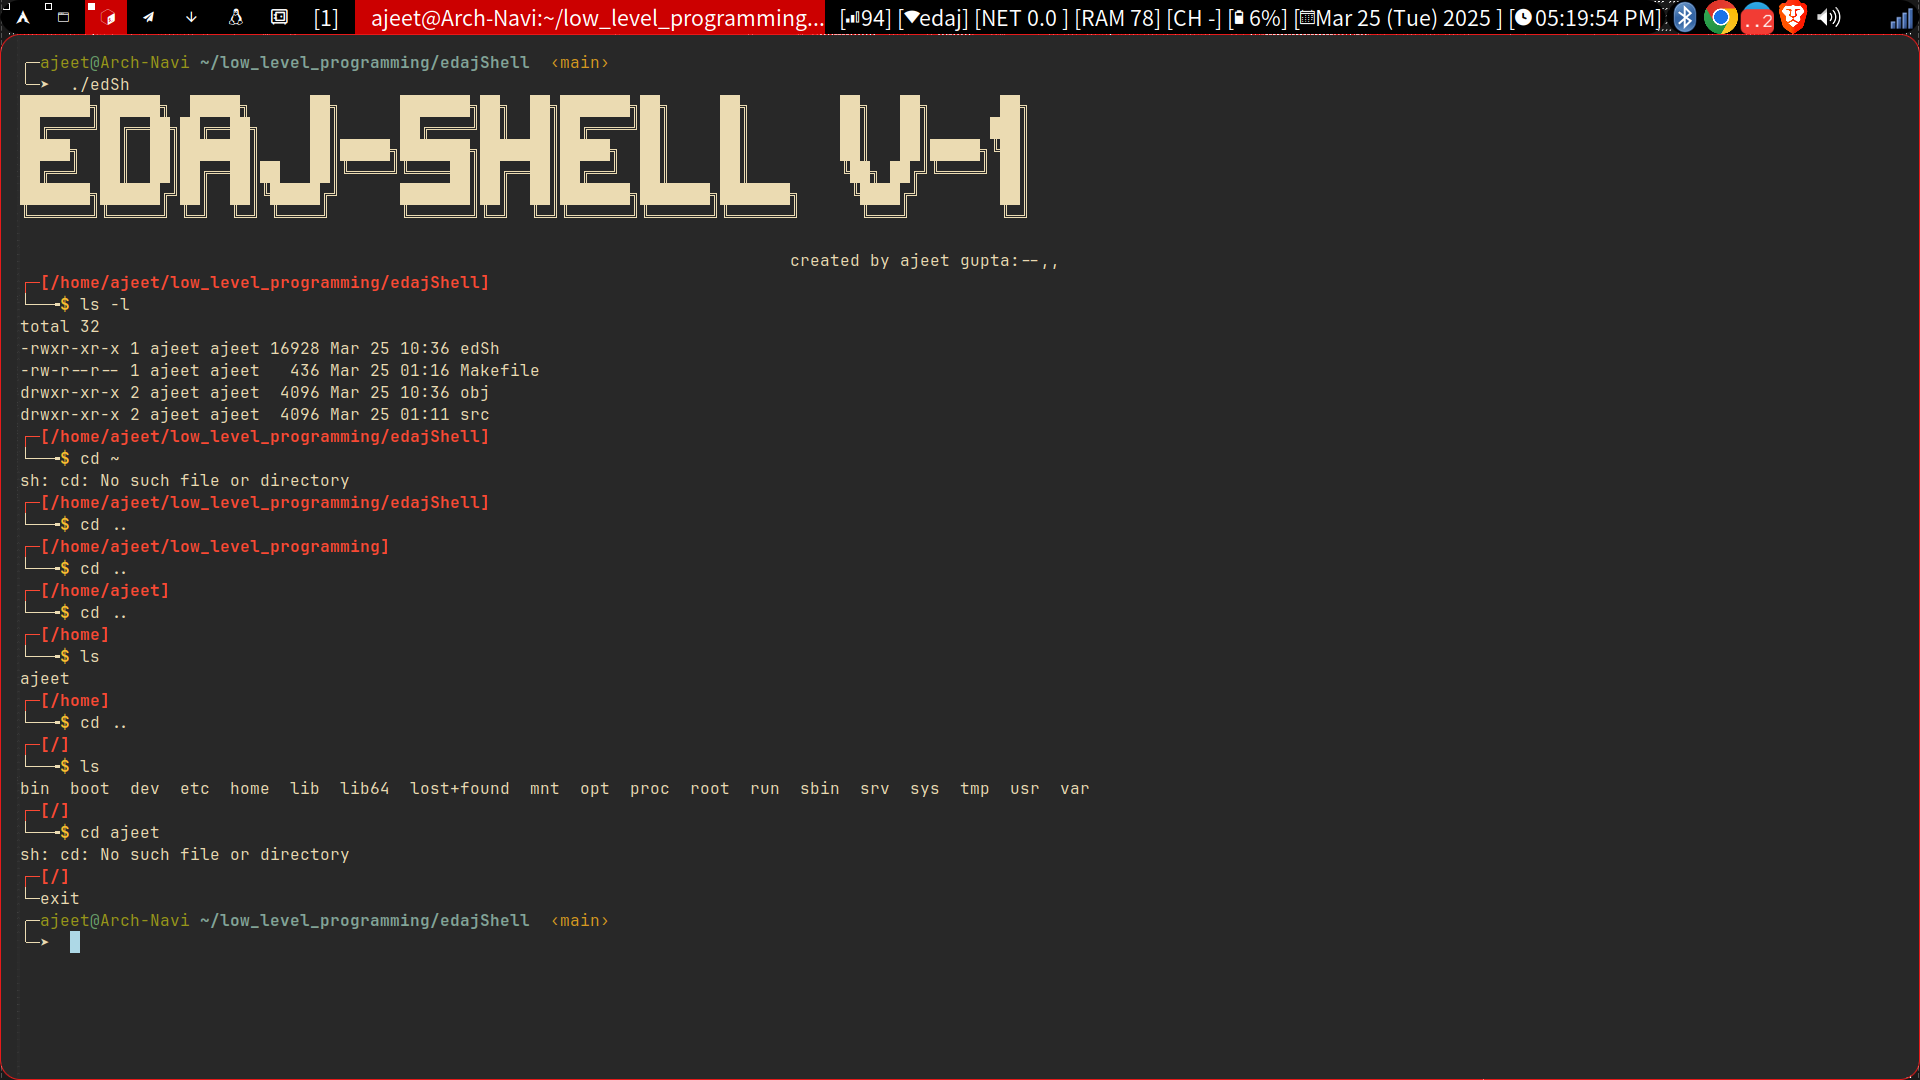 [1] ajeet@Arch-Navi:~/low_level_programming... [94] [edaj] [NET 0.0 ] [RAM 78] [CH -] [6%] [Mar 25 (Tue) 2025 ] [05:19:54 PM] ..2
ajeet@Arch-Navi ~/low_level_programming/edajShell ‹main›
./edSh
EDAJ-SHELL V-1
created by ajeet gupta:--,,
[/home/ajeet/low_level_programming/edajShell]
$ ls -l
total 32
-rwxr-xr-x 1 ajeet ajeet 16928 Mar 25 10:36 edSh
-rw-r--r-- 1 ajeet ajeet   436 Mar 25 01:16 Makefile
drwxr-xr-x 2 ajeet ajeet  4096 Mar 25 10:36 obj
drwxr-xr-x 2 ajeet ajeet  4096 Mar 25 01:11 src
[/home/ajeet/low_level_programming/edajShell]
$ cd ~
sh: cd: No such file or directory
[/home/ajeet/low_level_programming/edajShell]
$ cd ..
[/home/ajeet/low_level_programming]
$ cd ..
[/home/ajeet]
$ cd ..
[/home]
$ ls
ajeet
[/home]
$ cd ..
[/]
$ ls
bin  boot  dev  etc  home  lib  lib64  lost+found  mnt  opt  proc  root  run  sbin  srv  sys  tmp  usr  var
[/]
$ cd ajeet
sh: cd: No such file or directory
[/]
exit
ajeet@Arch-Navi ~/low_level_programming/edajShell ‹main›